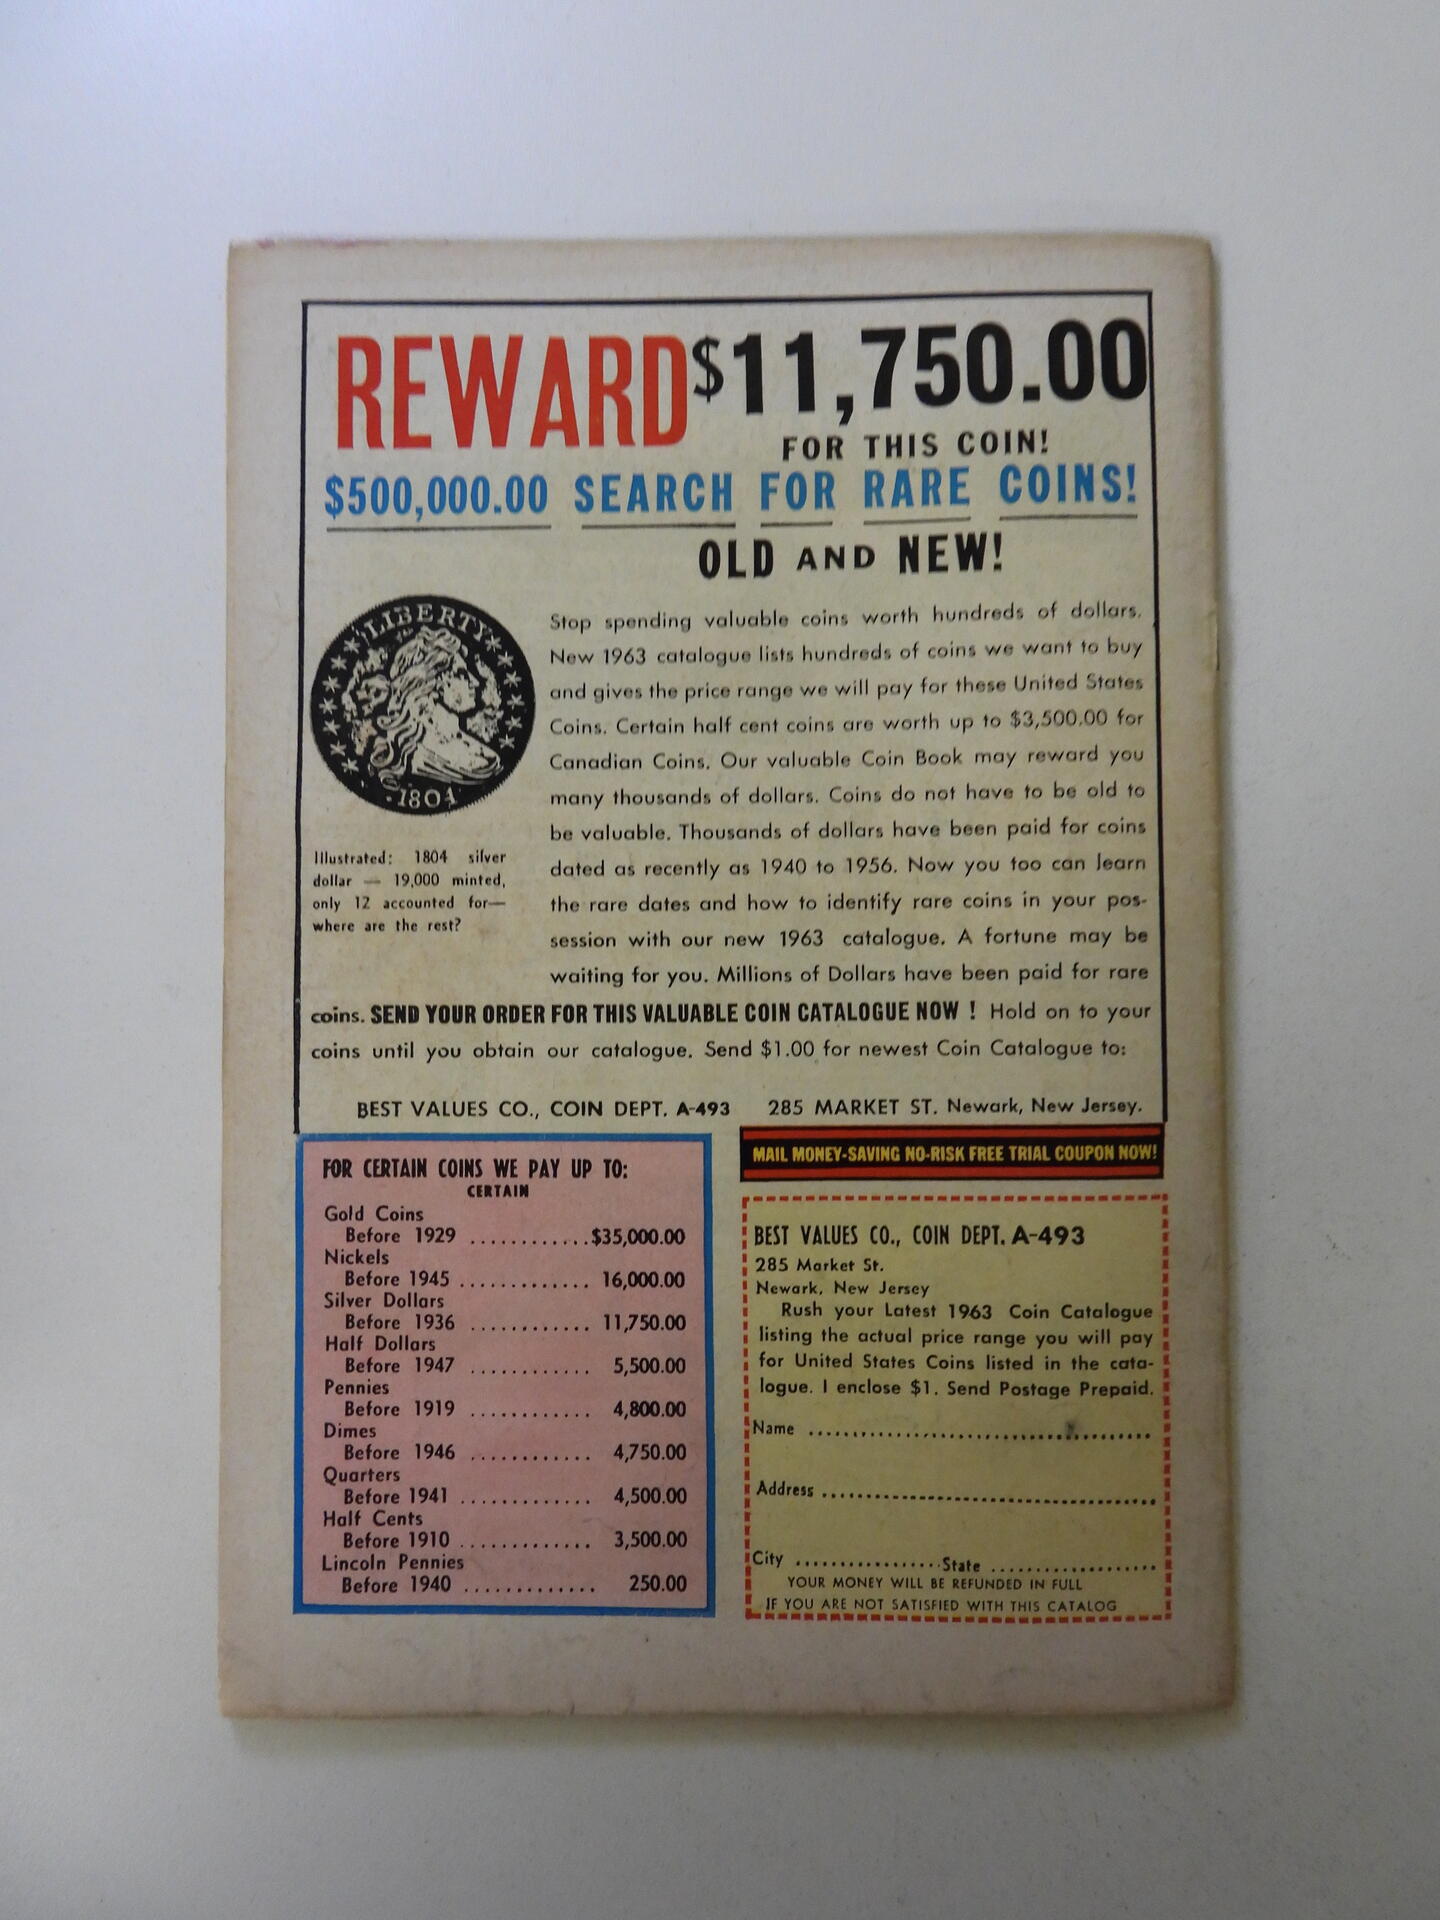 REWARD $11,750.00
FOR THIS COIN!
$500,000.00 SEARCH FOR RARE COINS!
OLD AND NEW!
LIBERTY
1804
Illustrated: 1804 silver
dollar — 19,000 minted,
only 12 accounted for—
where are the rest?
Stop spending valuable coins worth hundreds of dollars.
New 1963 catalogue lists hundreds of coins we want to buy
and gives the price range we will pay for these United States
Coins. Certain half cent coins are worth up to $3,500.00 for
Canadian Coins. Our valuable Coin Book may reward you
many thousands of dollars. Coins do not have to be old to
be valuable. Thousands of dollars have been paid for coins
dated as recently as 1940 to 1956. Now you too can learn
the rare dates and how to identify rare coins in your pos-
session with our new 1963 catalogue. A fortune may be
waiting for you. Millions of Dollars have been paid for rare
coins. SEND YOUR ORDER FOR THIS VALUABLE COIN CATALOGUE NOW ! Hold on to your
coins until you obtain our catalogue. Send $1.00 for newest Coin Catalogue to:
BEST VALUES CO., COIN DEPT. A-493 285 MARKET ST. Newark, New Jersey.
FOR CERTAIN COINS WE PAY UP TO:
CERTAIN
Gold Coins
Before 1929 ............$35,000.00
Nickels
Before 1945 ............. 16,000.00
Silver Dollars
Before 1936 ............ 11,750.00
Half Dollars
Before 1947 ............ 5,500.00
Pennies
Before 1919 ............ 4,800.00
Dimes
Before 1946 ............ 4,750.00
Quarters
Before 1941 ............. 4,500.00
Half Cents
Before 1910 ............. 3,500.00
Lincoln Pennies
Before 1940 ............. 250.00
MAIL MONEY-SAVING NO-RISK FREE TRIAL COUPON NOW!
BEST VALUES CO., COIN DEPT. A-493
285 Market St.
Newark, New Jersey
Rush your Latest 1963 Coin Catalogue
listing the actual price range you will pay
for United States Coins listed in the cata-
logue. I enclose $1. Send Postage Prepaid.
Name ........................................
Address ........................................
City .................State ....................
YOUR MONEY WILL BE REFUNDED IN FULL
IF YOU ARE NOT SATISFIED WITH THIS CATALOG